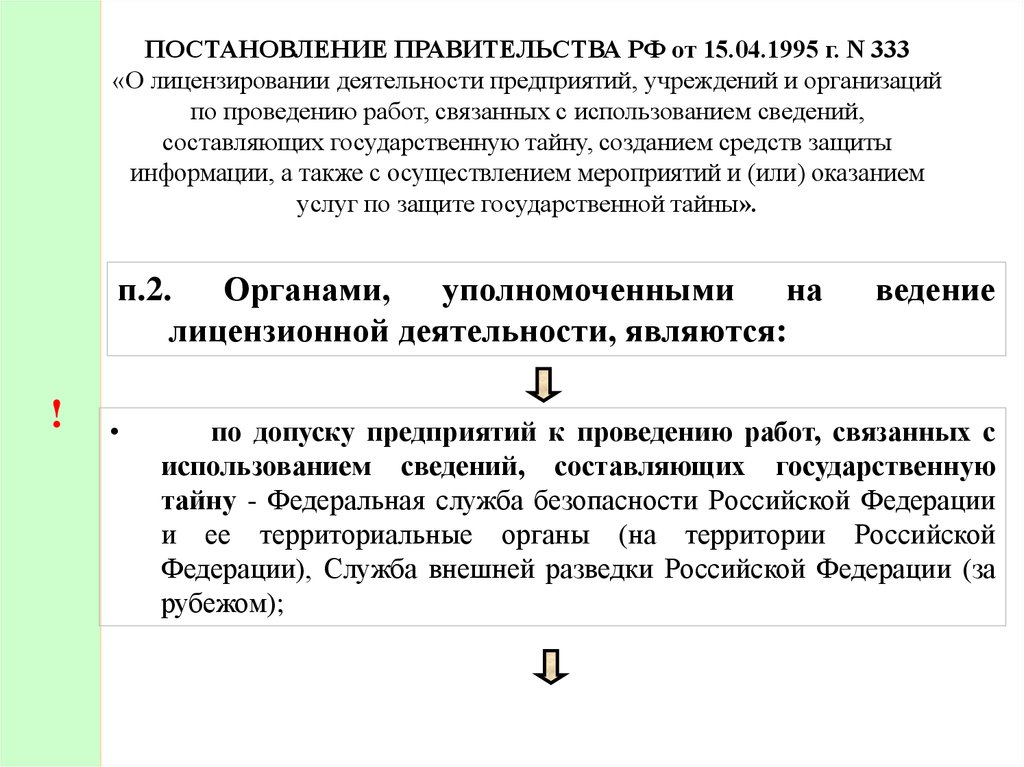 ПОСТАНОВЛЕНИЕ ПРАВИТЕЛЬСТВА РФ от 15.04.1995 г. N 333
«О лицензировании деятельности предприятий, учреждений и организаций
по проведению работ, связанных с использованием сведений,
составляющих государственную тайну, созданием средств защиты
информации, а также с осуществлением мероприятий и (или) оказанием
услуг по защите государственной тайны».
п.2. Органами, уполномоченными на ведение
лицензионной деятельности, являются:
!
• по допуску предприятий к проведению работ, связанных с
использованием сведений, составляющих государственную
тайну - Федеральная служба безопасности Российской Федерации
и ее территориальные органы (на территории Российской
Федерации), Служба внешней разведки Российской Федерации (за
рубежом);